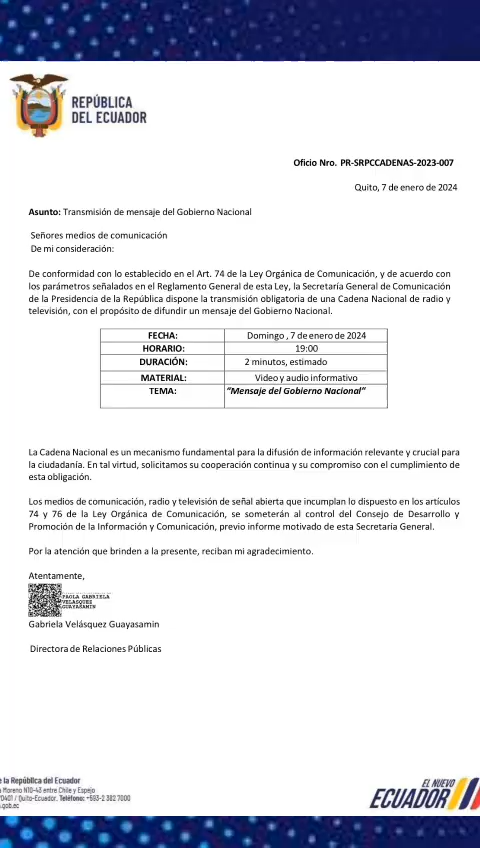 REPÚBLICA
DEL ECUADOR
Oficio Nro. PR-SRPCCADENAS-2023-007
Quito, 7 de enero de 2024
Asunto: Transmisión de mensaje del Gobierno Nacional
Señores medios de comunicación
De mi consideración:
De conformidad con lo establecido en el Art. 74 de la Ley Orgánica de Comunicación, y de acuerdo con
los parámetros señalados en el Reglamento General de esta Ley, la Secretaría General de Comunicación
de la Presidencia de la República dispone la transmisión obligatoria de una Cadena Nacional de radio y
televisión, con el propósito de difundir un mensaje del Gobierno Nacional.
FECHA: Domingo , 7 de enero de 2024
HORARIO: 19:00
DURACIÓN: 2 minutos, estimado
MATERIAL: Video y audio informativo
TEMA: “Mensaje del Gobierno Nacional”
La Cadena Nacional es un mecanismo fundamental para la difusión de información relevante y crucial para
la ciudadanía. En tal virtud, solicitamos su cooperación continua y su compromiso con el cumplimiento de
esta obligación.
Los medios de comunicación, radio y televisión de señal abierta que incumplan lo dispuesto en los artículos
74 y 76 de la Ley Orgánica de Comunicación, se someterán al control del Consejo de Desarrollo y
Promoción de la Información y Comunicación, previo informe motivado de esta Secretaría General.
Por la atención que brinden a la presente, reciban mi agradecimiento.
Atentamente,
PAOLA GABRIELA
VELASQUEZ
GUAYASAMIN
Gabriela Velásquez Guayasamin
Directora de Relaciones Públicas
e la República del Ecuador
Moreno N10-43 entre Chile y Espejo
/ Quito-Ecuador. Teléfono: +593-2 382 7000
.gob.ec
EL NUEVO
ECUADOR